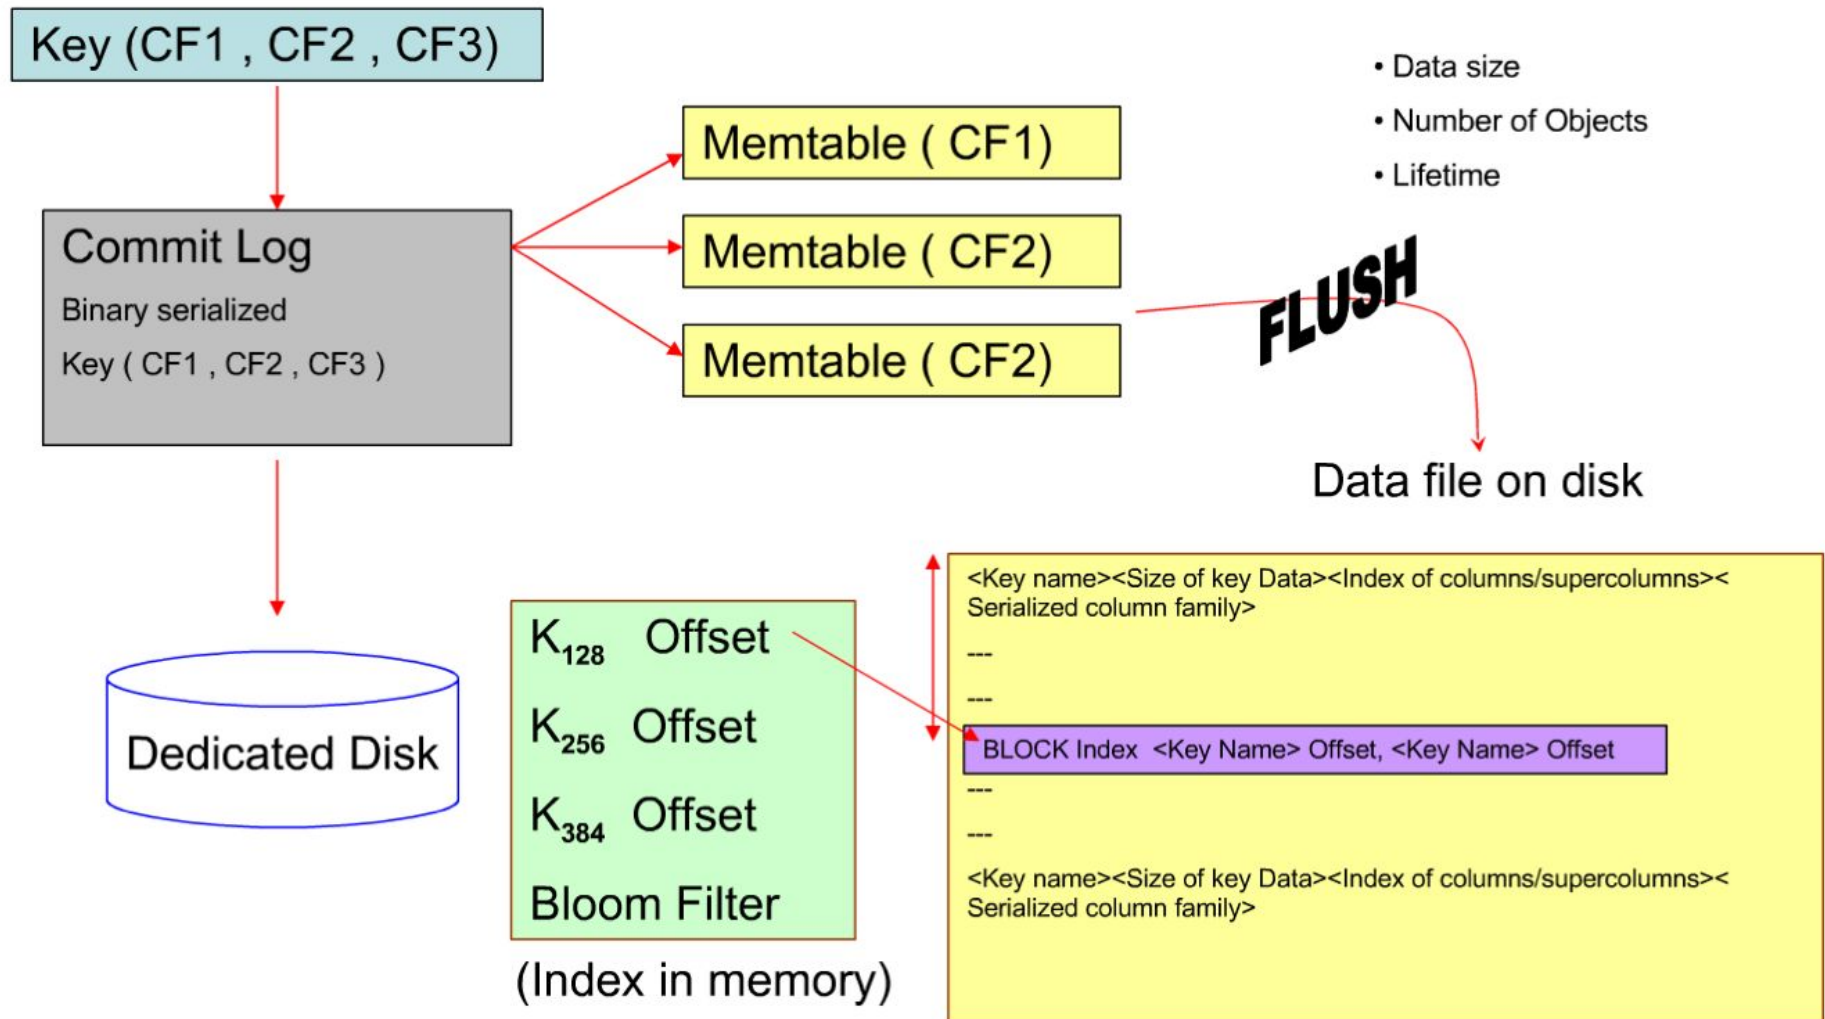 Key (CF1 , CF2 , CF3)
Commit Log
Binary serialized
Key ( CF1 , CF2 , CF3 )
Dedicated Disk
Memtable ( CF1)
Memtable ( CF2)
Memtable ( CF2)
• Data size
• Number of Objects
• Lifetime
FLUSH
Data file on disk
K128 Offset
K256 Offset
K384 Offset
Bloom Filter
(Index in memory)
<Key name><Size of key Data><Index of columns/supercolumns><
Serialized column family>
---
---
BLOCK Index <Key Name> Offset, <Key Name> Offset
---
---
<Key name><Size of key Data><Index of columns/supercolumns><
Serialized column family>